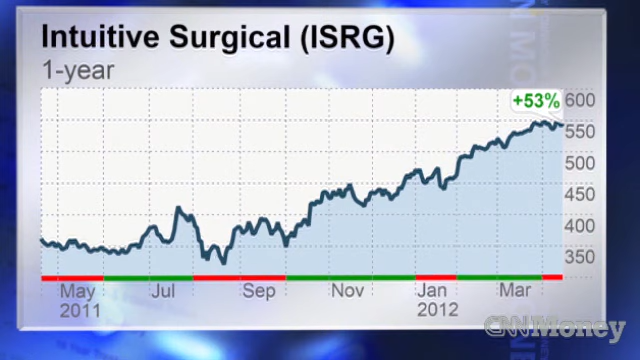 Intuitive Surgical (ISRG)
1-year
+53%
600
550
500
450
400
350
May Jul Sep Nov Jan Mar
2011 2012
CNNMoney